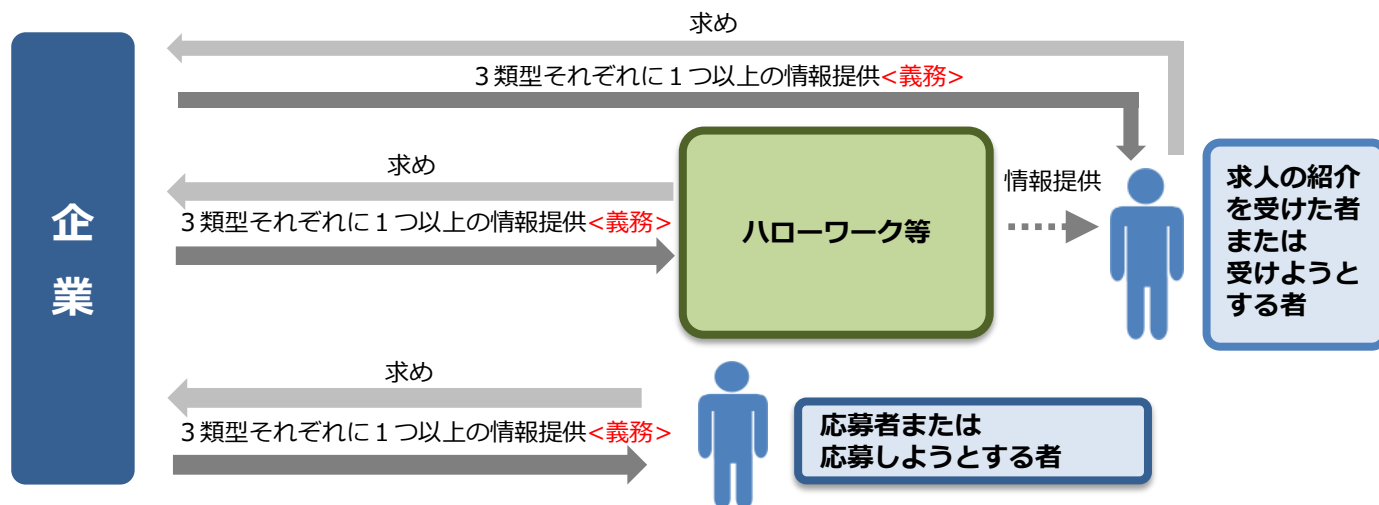 求め
３類型それぞれに１つ以上の情報提供<義務>
企
業
求め
３類型それぞれに１つ以上の情報提供<義務>
ハローワーク等
情報提供
求人の紹介
を受けた者
または
受けようと
する者
求め
３類型それぞれに１つ以上の情報提供<義務>
応募者または
応募しようとする者